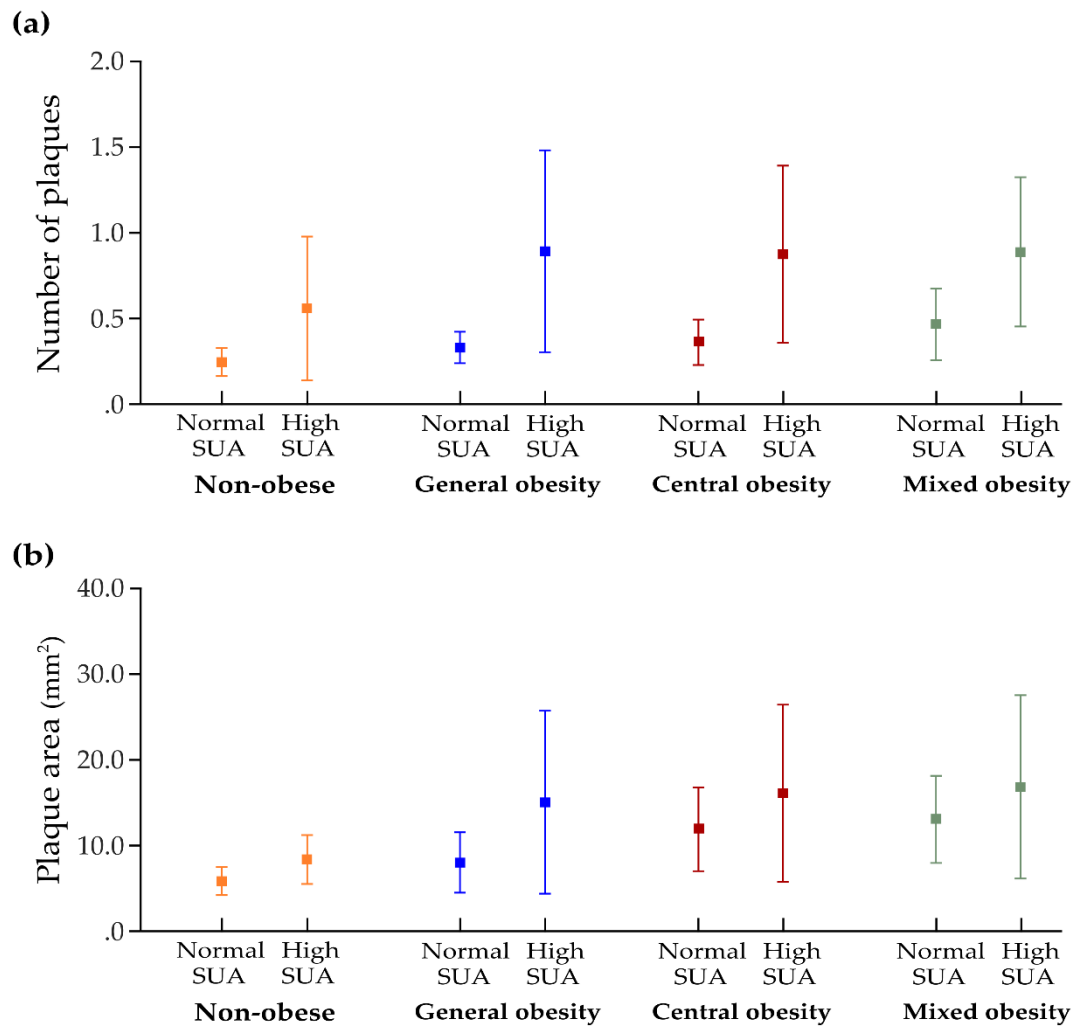 (a)
Number of plaques
2.0
1.5
1.0
0.5
.0
Normal SUA
High SUA
Normal SUA
High SUA
Normal SUA
High SUA
Normal SUA
High SUA
Non-obese
General obesity
Central obesity
Mixed obesity
(b)
Plaque area (mm²)
40.0
30.0
20.0
10.0
.0
Normal SUA
High SUA
Normal SUA
High SUA
Normal SUA
High SUA
Normal SUA
High SUA
Non-obese
General obesity
Central obesity
Mixed obesity